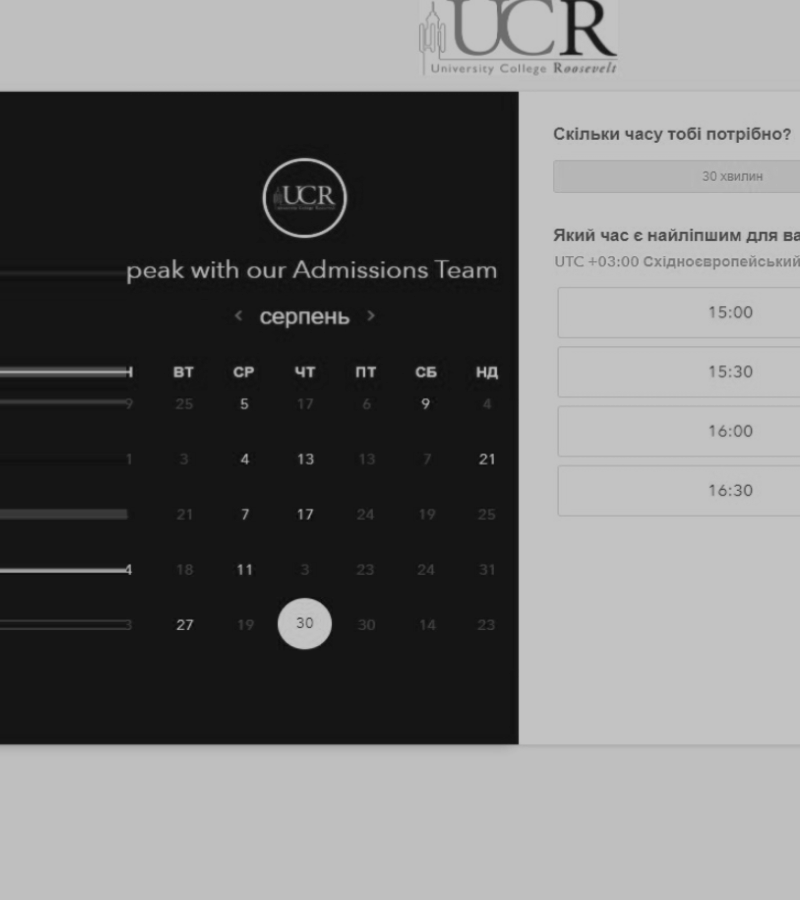 UCR
University College Roosevelt
UCR
peak with our Admissions Team
< серпень >
ВТ СР ЧТ ПТ СБ НД
9 25 5 17 6 9 4
1 3 4 13 13 7 21
21 7 17 24 19 25
4 18 11 3 23 24 31
3 27 19 30 30 14 23
Скільки часу тобі потрібно?
30 хвилин
Який час є найліпшим для ва
UTC +03:00 Східноєвропейський
15:00
15:30
16:00
16:30